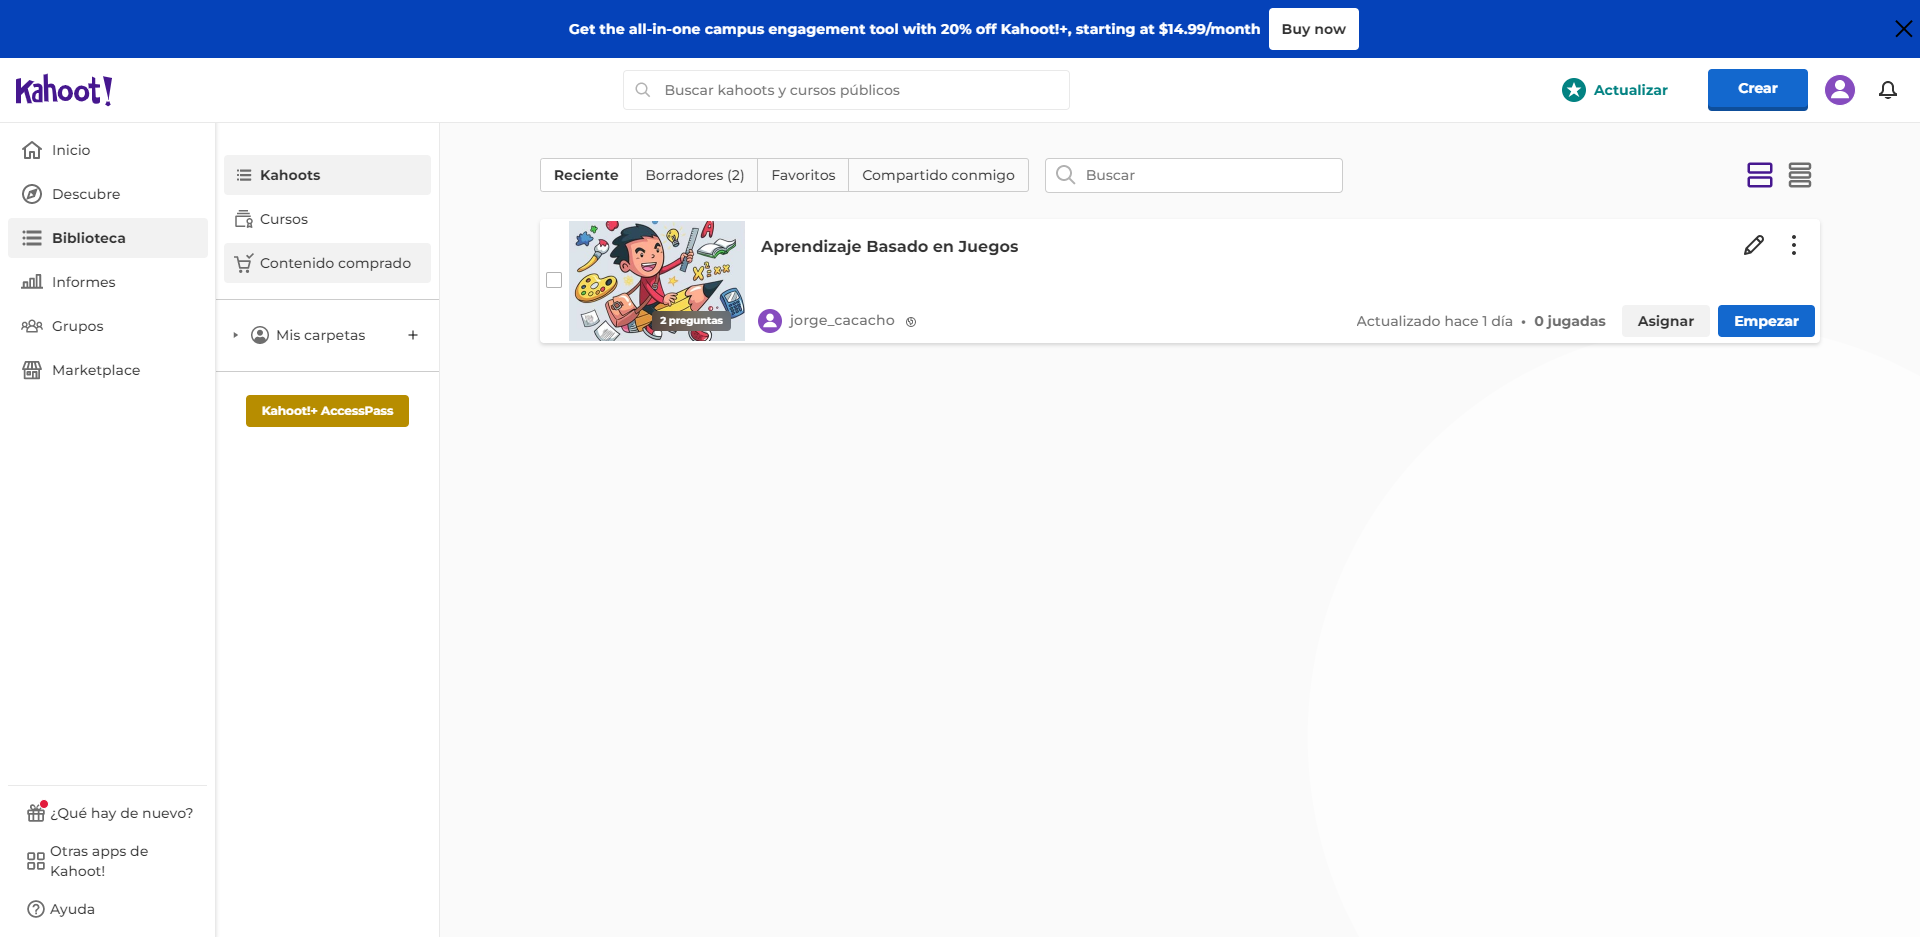 Get the all-in-one campus engagement tool with 20% off Kahoot!+, starting at $14.99/month Buy now
Kahoot!
Buscar kahoots y cursos públicos
Actualizar
Crear
Inicio
Descubre
Biblioteca
Informes
Grupos
Marketplace
¿Qué hay de nuevo?
Otras apps de
Kahoot!
Ayuda
Kahoots
Cursos
Contenido comprado
Mis carpetas +
Kahoot!+ AccessPass
Reciente Borradores (2) Favoritos Compartido conmigo Buscar
Aprendizaje Basado en Juegos
2 preguntas
jorge_cacacho
Actualizado hace 1 día • 0 jugadas Asignar Empezar